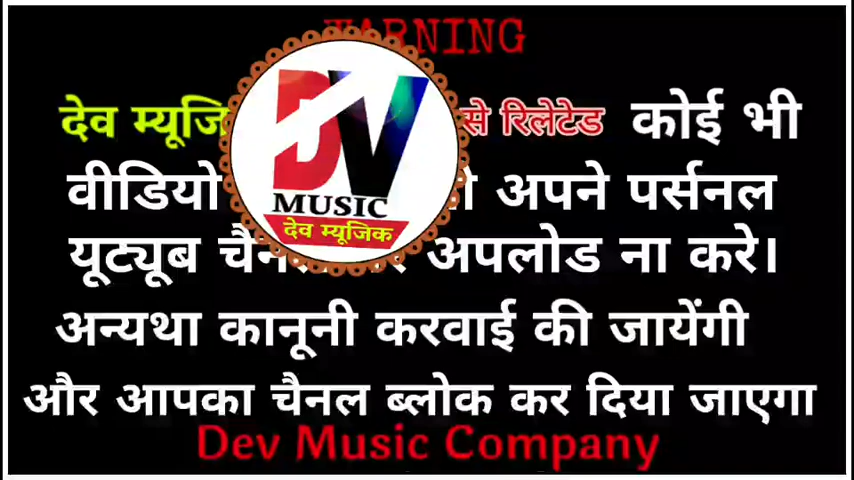 WARNING
देव म्यूजि से रिलेटेड कोई भी
वीडियो अपने पर्सनल
यूट्यूब अपलोड ना करे।
अन्यथा कानूनी करवाई की जायेंगी
और आपका चैनल ब्लोक कर दिया जाएगा
Dev Music Company
DV
MUSIC
देव म्यूजिक